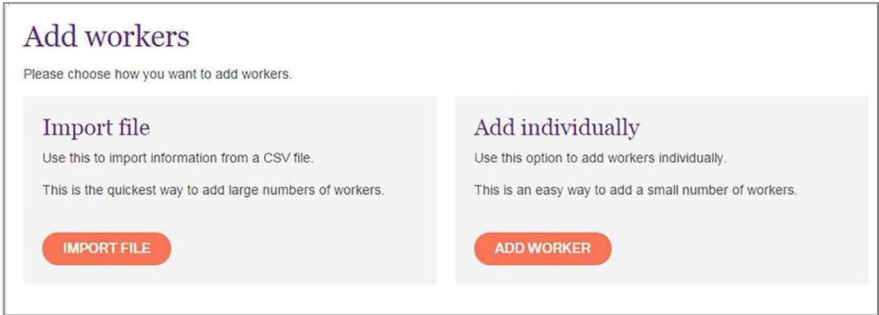 Add workers
Please choose how you want to add workers.
Import file
Use this to import information from a CSV file.
This is the quickest way to add large numbers of workers.
IMPORT FILE
Add individually
Use this option to add workers individually.
This is an easy way to add a small number of workers.
ADD WORKER